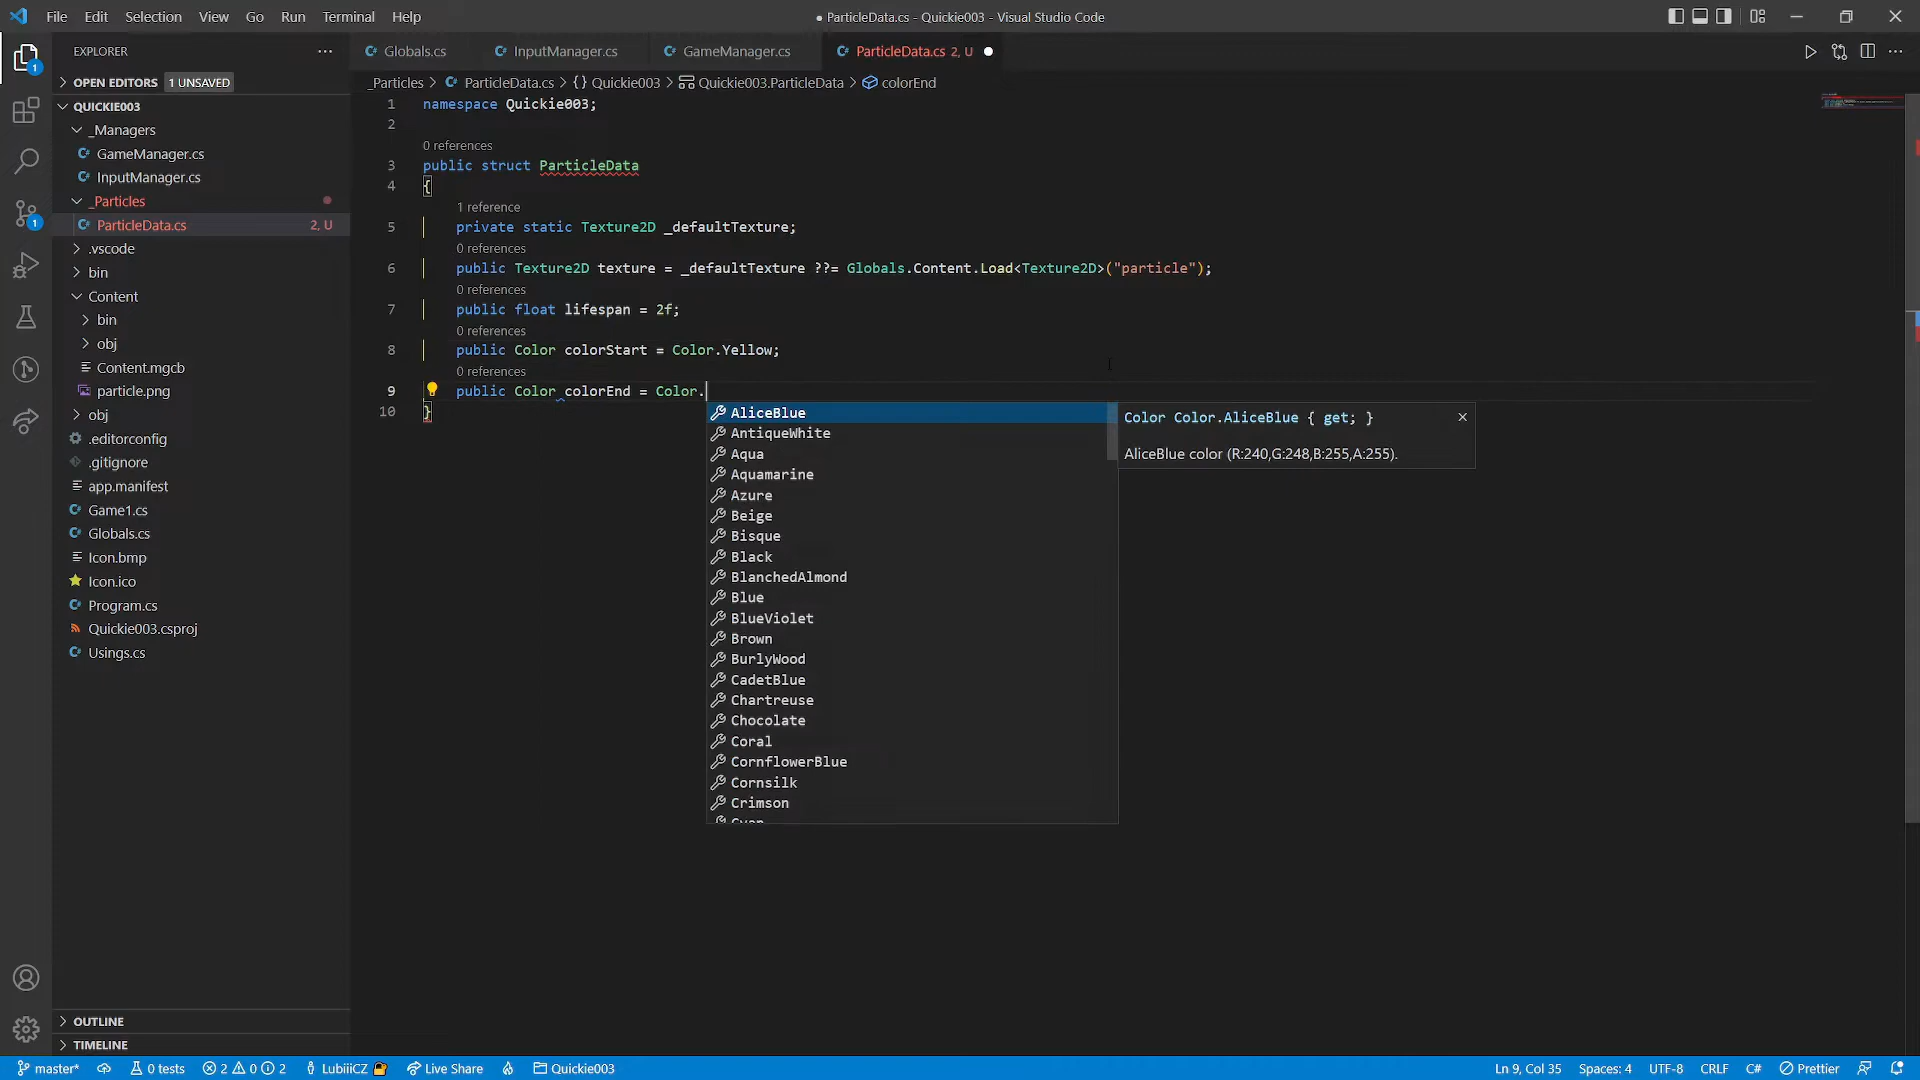 File Edit Selection View Go Run Terminal Help
● ParticleData.cs - Quickie003 - Visual Studio Code
EXPLORER
OPEN EDITORS 1 UNSAVED
QUICKIE003
_Managers
GameManager.cs
InputManager.cs
_Particles
ParticleData.cs 2, U
.vscode
bin
Content
bin
obj
Content.mgcb
particle.png
obj
.editorconfig
.gitignore
app.manifest
Game1.cs
Globals.cs
Icon.bmp
Icon.ico
Program.cs
Quickie003.csproj
Usings.cs
OUTLINE
TIMELINE
Globals.cs InputManager.cs GameManager.cs ParticleData.cs 2, U
_Particles > ParticleData.cs > {} Quickie003 > Quickie003.ParticleData > colorEnd
1 namespace Quickie003;
2
0 references
3 public struct ParticleData
4 {
1 reference
5 private static Texture2D _defaultTexture;
0 references
6 public Texture2D texture = _defaultTexture ??= Globals.Content.Load<Texture2D>("particle");
0 references
7 public float lifespan = 2f;
0 references
8 public Color colorStart = Color.Yellow;
0 references
9 public Color colorEnd = Color.
10 }
AliceBlue
AntiqueWhite
Aqua
Aquamarine
Azure
Beige
Bisque
Black
BlanchedAlmond
Blue
BlueViolet
Brown
BurlyWood
CadetBlue
Chartreuse
Chocolate
Coral
CornflowerBlue
Cornsilk
Crimson
Cyan
Color Color.AliceBlue { get; }
AliceBlue color (R:240,G:248,B:255,A:255).
1
1
master* 0 tests 2 0 2 LubiiiCZ Live Share Quickie003
Ln 9, Col 35 Spaces: 4 UTF-8 CRLF C# Prettier